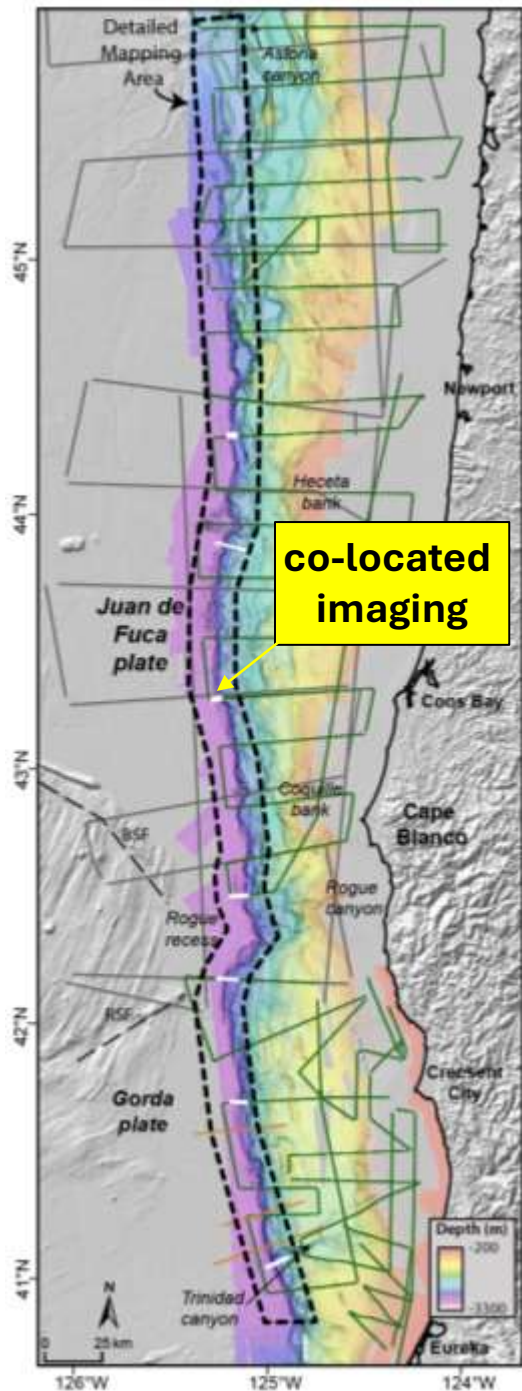 Detailed
Mapping
Area
Astoria
canyon
45°N
Newport
Heceta
bank
44°N
co-located
imaging
Juan de
Fuca
plate
Coos Bay
43°N
Coquille
bank
BSF
Cape
Blanco
Rogue
canyon
Rogue
recess
42°N
RSF
Crescent
City
Gorda
plate
Depth (m)
-200
-3300
41°N
N
Trinidad
canyon
0 25 km
Eureka
126°W 125°W 124°W